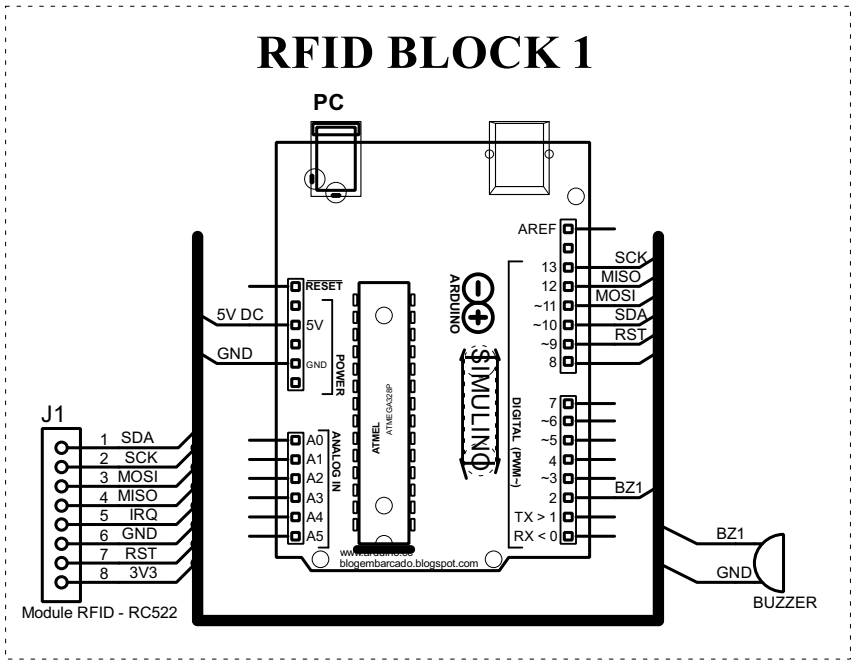 RFID BLOCK 1
PC
AREF
13 SCK
12 MISO
~11 MOSI
~10 SDA
~9 RST
8
RESET
5V DC 5V
GND GND
POWER
ARDUINO
SIMULINO
ATMEL
ATMEGA328P
DIGITAL (PWM~)
7
~6
~5
4
~3
2 BZ1
TX > 1
RX < 0
ANALOG IN
A0
A1
A2
A3
A4
A5
blogembarcado.blogspot.com
J1
1 SDA
2 SCK
3 MOSI
4 MISO
5 IRQ
6 GND
7 RST
8 3V3
Module RFID - RC522
BZ1
GND
BUZZER